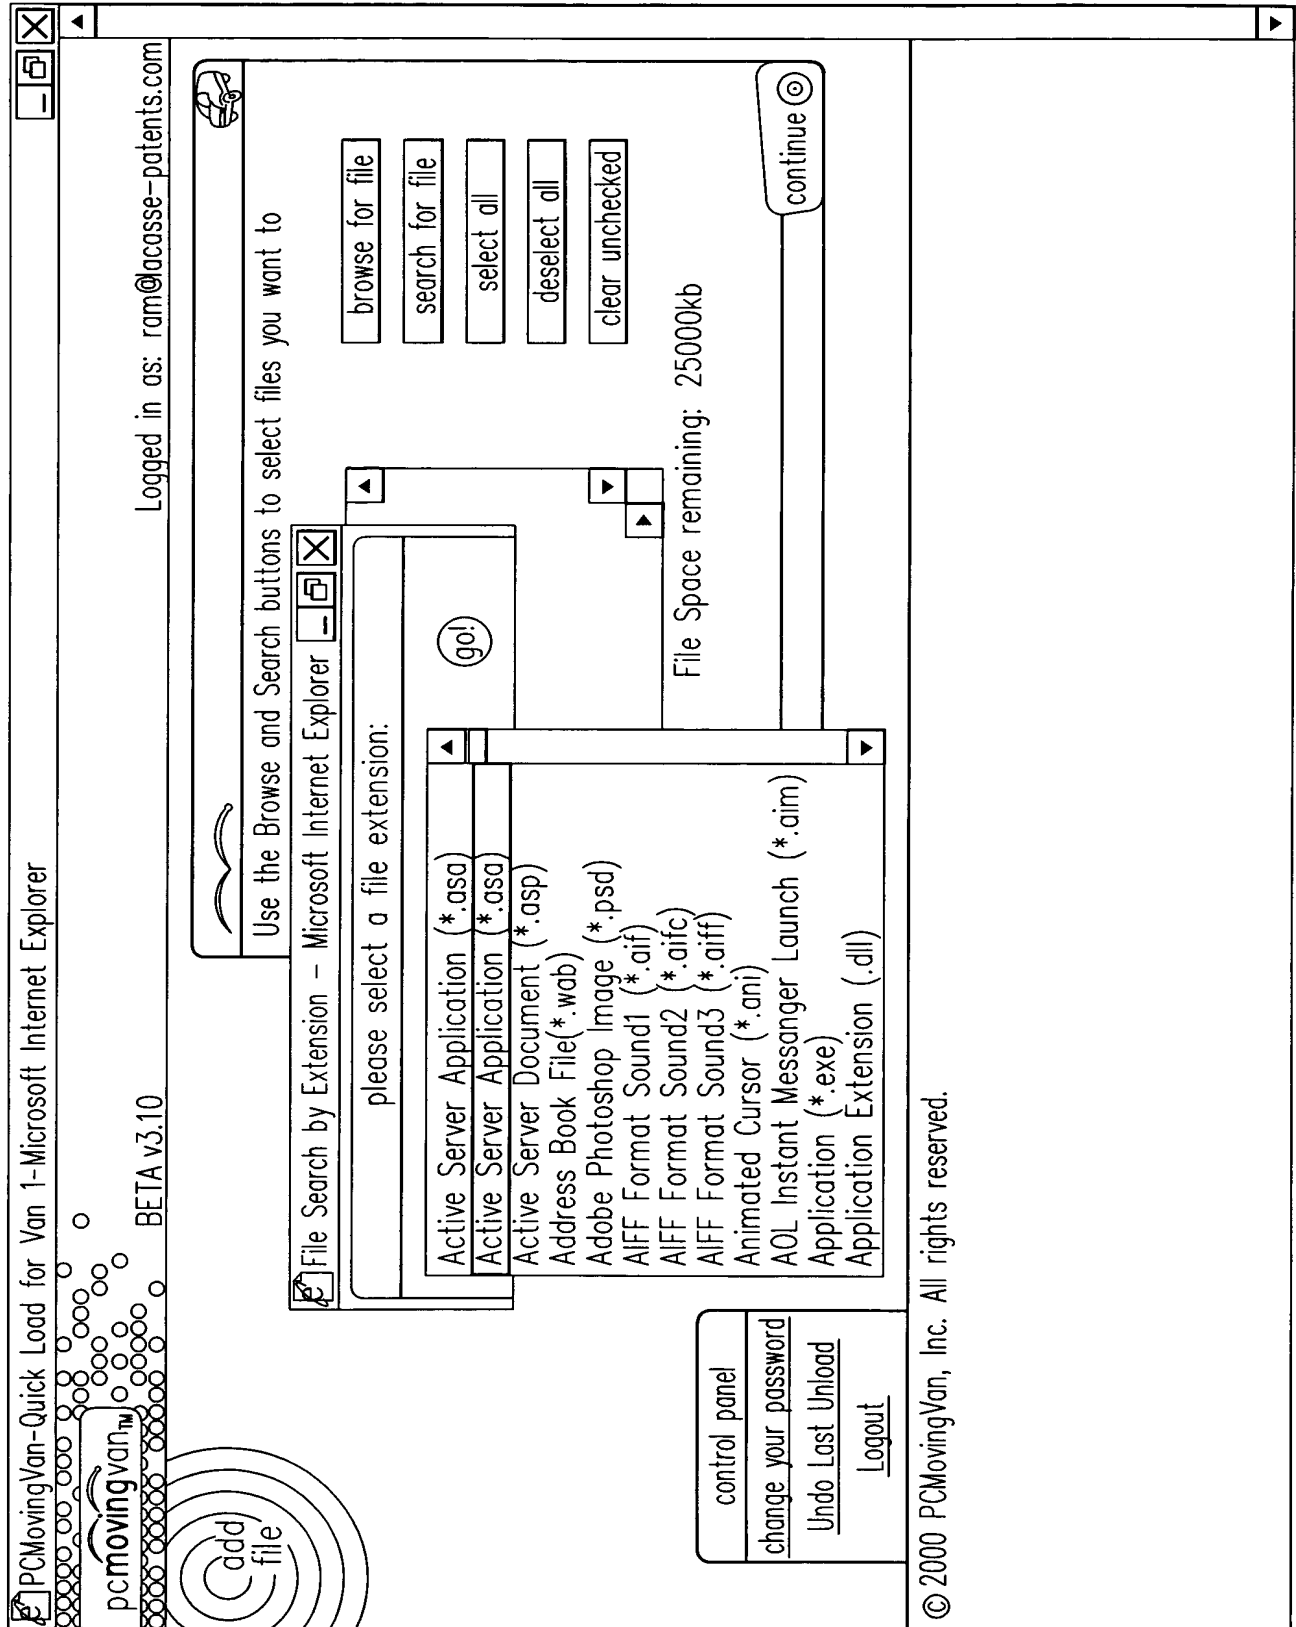 PCMovingVan-Quick Load for Van 1-Microsoft Internet Explorer
pcmovingvan™
BETA v3.10
Logged in as: ram@lacasse-patents.com
add
file
Use the Browse and Search buttons to select files you want to
File Search by Extension - Microsoft Internet Explorer
please select a file extension:
go!
Active Server Application (*.asa)
Active Server Application (*.asa)
Active Server Document (*.asp)
Address Book File(*.wab)
Adobe Photoshop Image (*.psd)
AIFF Format Sound1 (*.aif)
AIFF Format Sound2 (*.aifc)
AIFF Format Sound3 (*.aiff)
Animated Cursor (*.ani)
AOL Instant Messanger Launch (*.aim)
Application (*.exe)
Application Extension (.dll)
browse for file
search for file
select all
deselect all
clear unchecked
File Space remaining: 25000kb
continue
control panel
change your password
Undo Last Unload
Logout
© 2000 PCMovingVan, Inc. All rights reserved.